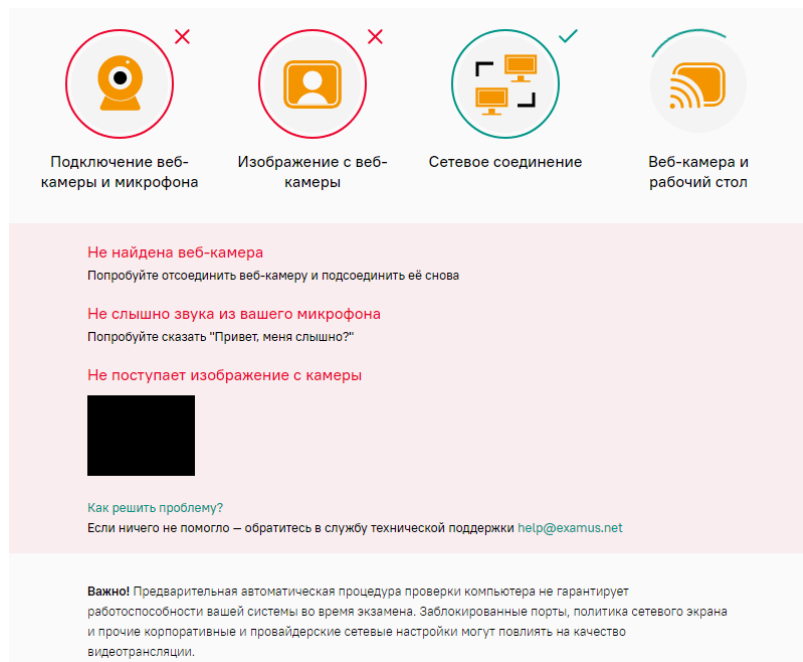 Подключение веб-
камеры и микрофона
Изображение с веб-
камеры
Сетевое соединение
Веб-камера и
рабочий стол
Не найдена веб-камера
Попробуйте отсоединить веб-камеру и подсоединить её снова
Не слышно звука из вашего микрофона
Попробуйте сказать "Привет, меня слышно?"
Не поступает изображение с камеры
Как решить проблему?
Если ничего не помогло — обратитесь в службу технической поддержки help@examus.net
Важно! Предварительная автоматическая процедура проверки компьютера не гарантирует
работоспособности вашей системы во время экзамена. Заблокированные порты, политика сетевого экрана
и прочие корпоративные и провайдерские сетевые настройки могут повлиять на качество
видеотрансляции.